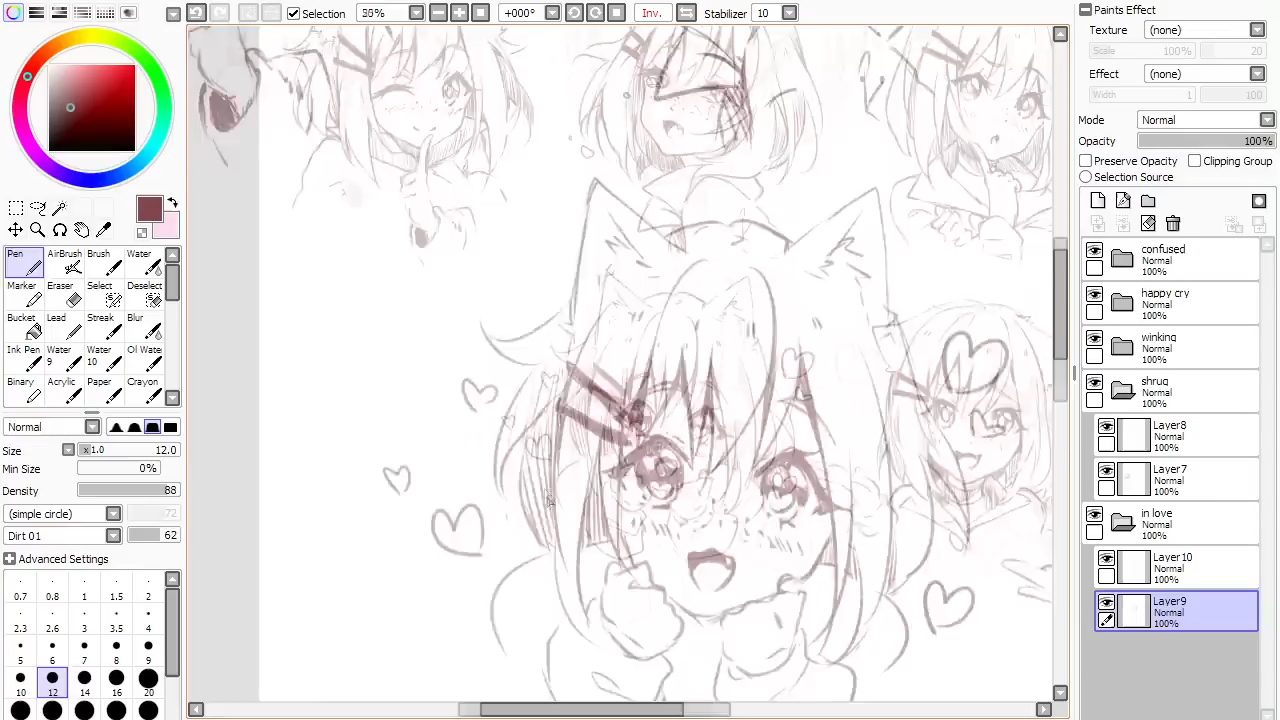 Selection
+000°
Inv.
Stabilizer
10
Paints Effect
Texture
(none)
Scale
100%
20
Effect
(none)
Width
1
100
Mode
Normal
Opacity
100%
Preserve Opacity
Clipping Group
Selection Source
Pen
AirBrush
Brush
Water
Marker
Eraser
Select
Deselect
Bucket
Lead
Streak
Blur
Ink Pen
Water 9
Water 10
Oil Water
Binary
Acrylic
Paper
Crayon
Normal
Size
x1.0
12.0
Min Size
0%
Density
88
(simple circle)
72
Dirt 01
62
Advanced Settings
0.7
0.8
1
1.5
2
2.3
2.6
3
3.5
4
5
6
7
8
9
10
12
14
16
20
confused
Normal
100%
happy cry
Normal
100%
winking
Normal
100%
shrug
Normal
100%
Layer8
Normal
100%
Layer7
Normal
100%
in love
Normal
100%
Layer10
Normal
100%
Layer9
Normal
100%